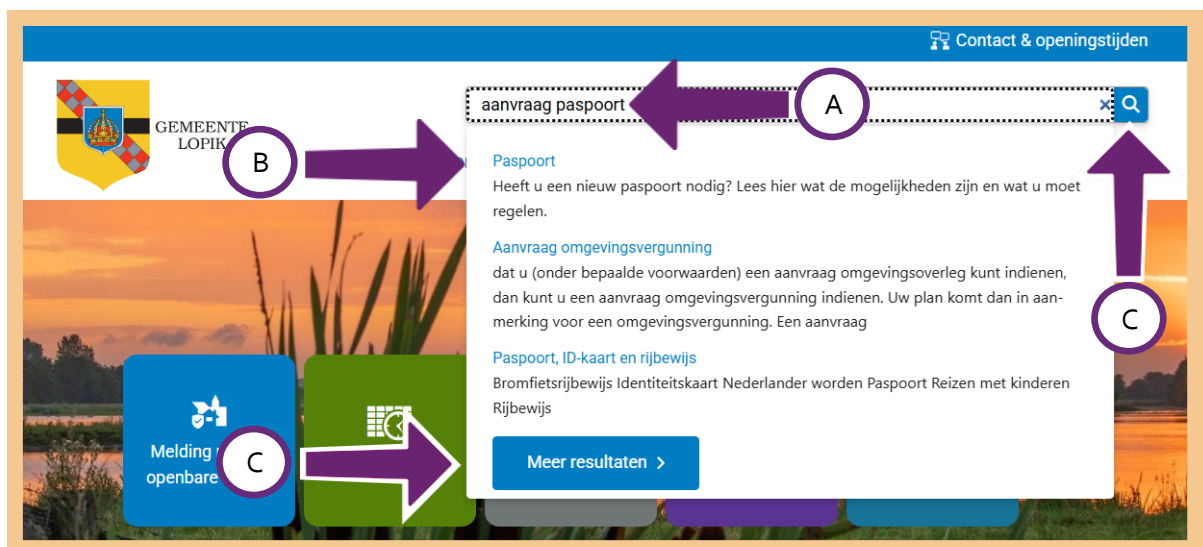 Contact & openingstijden
aanvraag paspoort
A
×
GEMEENTE
LOPIK
B
Paspoort
Heeft u een nieuw paspoort nodig? Lees hier wat de mogelijkheden zijn en wat u moet
regelen.
Aanvraag omgevingsvergunning
dat u (onder bepaalde voorwaarden) een aanvraag omgevingsoverleg kunt indienen,
dan kunt u een aanvraag omgevingsvergunning indienen. Uw plan komt dan in aan-
merking voor een omgevingsvergunning. Een aanvraag
C
Paspoort, ID-kaart en rijbewijs
Bromfietsrijbewijs Identiteitskaart Nederlander worden Paspoort Reizen met kinderen
Rijbewijs
Melding
openbare
C
Meer resultaten >